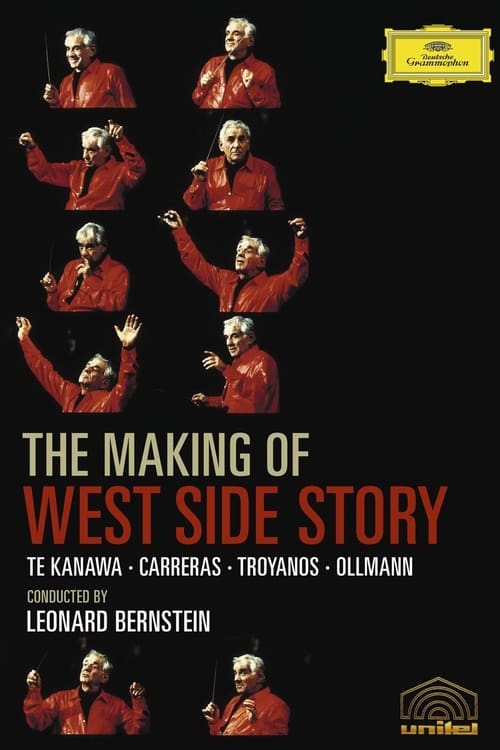 Deutsche
Grammophon
THE MAKING OF
WEST SIDE STORY
TE KANAWA · CARRERAS · TROYANOS · OLLMANN
CONDUCTED BY
LEONARD BERNSTEIN
unitel